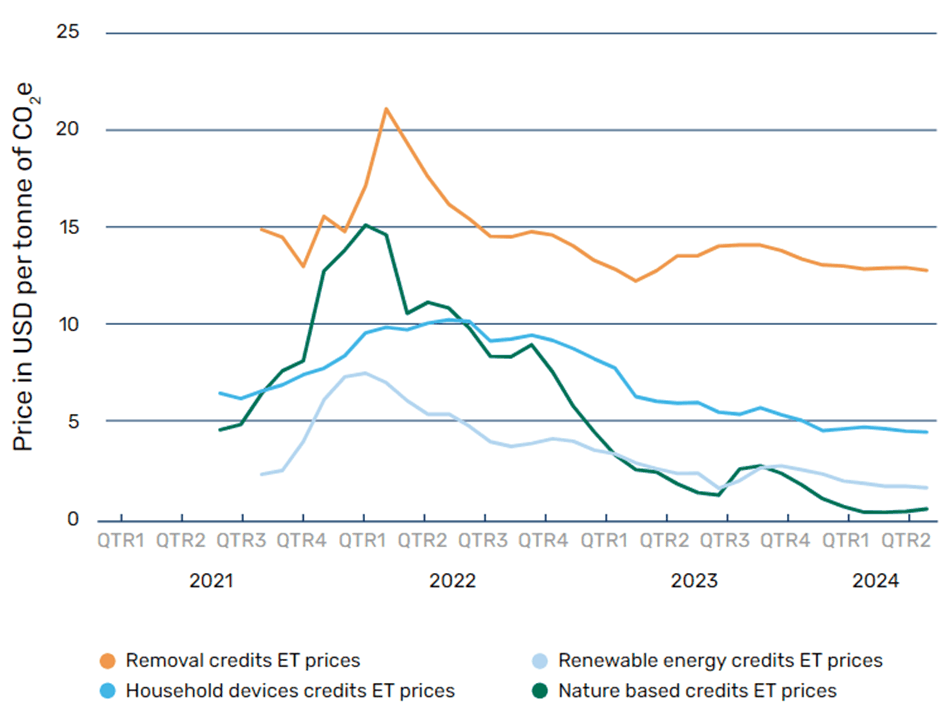 25
20
15
10
5
0
Price in USD per tonne of CO₂e
QTR1 QTR2 QTR3 QTR4 QTR1 QTR2 QTR3 QTR4 QTR1 QTR2 QTR3 QTR4 QTR1 QTR2
2021 2022 2023 2024
Removal credits ET prices
Household devices credits ET prices
Renewable energy credits ET prices
Nature based credits ET prices